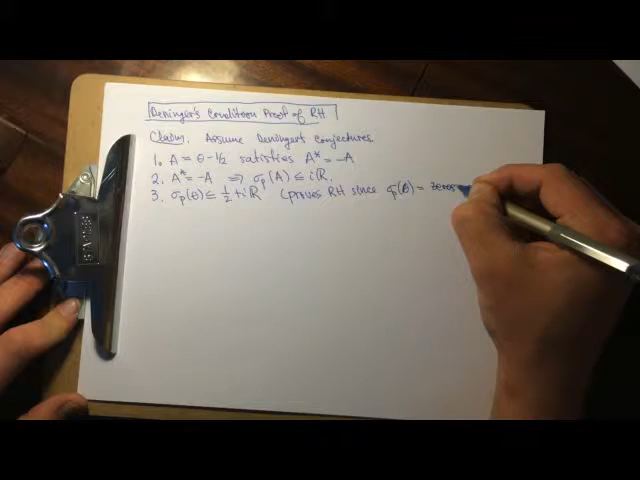 Deninger's Condition Proof of RH
Claim. Assume Deninger's conjectures.
1. A = θ - 1/2 satisfies A* = -A
2. A* = -A ⟹ σp(A) ⊆ iℝ.
3. σp(θ) ⊆ 1/2 + iℝ (proves RH since σp(θ) = zeros